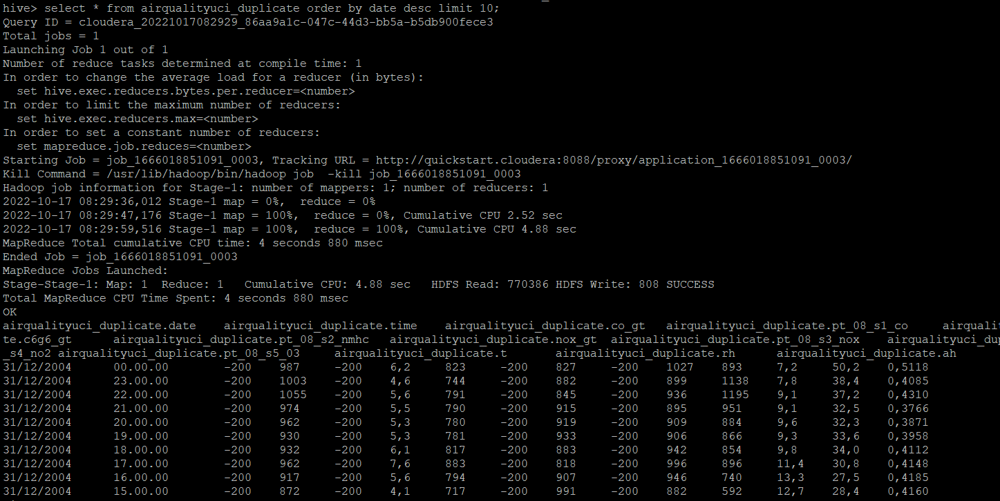 hive> select * from airqualityuci_duplicate order by date desc limit 10;
Query ID = cloudera_20221017082929_86aa9a1c-047c-44d3-bb5a-b5db900fece3
Total jobs = 1
Launching Job 1 out of 1
Number of reduce tasks determined at compile time: 1
In order to change the average load for a reducer (in bytes):
  set hive.exec.reducers.bytes.per.reducer=<number>
In order to limit the maximum number of reducers:
  set hive.exec.reducers.max=<number>
In order to set a constant number of reducers:
  set mapreduce.job.reduces=<number>
Starting Job = job_1666018851091_0003, Tracking URL = http://quickstart.cloudera:8088/proxy/application_1666018851091_0003/
Kill Command = /usr/lib/hadoop/bin/hadoop job  -kill job_1666018851091_0003
Hadoop job information for Stage-1: number of mappers: 1; number of reducers: 1
2022-10-17 08:29:36,012 Stage-1 map = 0%,  reduce = 0%
2022-10-17 08:29:47,176 Stage-1 map = 100%,  reduce = 0%, Cumulative CPU 2.52 sec
2022-10-17 08:29:59,516 Stage-1 map = 100%,  reduce = 100%, Cumulative CPU 4.88 sec
MapReduce Total cumulative CPU time: 4 seconds 880 msec
Ended Job = job_1666018851091_0003
MapReduce Jobs Launched:
Stage-Stage-1: Map: 1  Reduce: 1   Cumulative CPU: 4.88 sec   HDFS Read: 770386 HDFS Write: 808 SUCCESS
Total MapReduce CPU Time Spent: 4 seconds 880 msec
OK
airqualityuci_duplicate.date    airqualityuci_duplicate.time    airqualityuci_duplicate.co_gt   airqualityuci_duplicate.pt_08_s1_co     airquali
te.c6g6_gt      airqualityuci_duplicate.pt_08_s2_nmhc   airqualityuci_duplicate.nox_gt  airqualityuci_duplicate.pt_08_s3_nox    airqualityuci_dup
_s4_no2 airqualityuci_duplicate.pt_08_s5_03     airqualityuci_duplicate.t       airqualityuci_duplicate.rh      airqualityuci_duplicate.ah
31/12/2004      00.00.00        -200    987     -200    6,2     823     -200    827     -200    1027    893     7,2     50,2    0,5118
31/12/2004      23.00.00        -200    1003    -200    4,6     744     -200    882     -200    899     1138    7,8     38,4    0,4085
31/12/2004      22.00.00        -200    1055    -200    5,6     791     -200    845     -200    936     1195    9,1     37,2    0,4310
31/12/2004      21.00.00        -200    974     -200    5,5     790     -200    915     -200    895     951     9,1     32,5    0,3766
31/12/2004      20.00.00        -200    962     -200    5,3     780     -200    919     -200    909     884     9,6     32,3    0,3871
31/12/2004      19.00.00        -200    930     -200    5,3     781     -200    933     -200    906     866     9,3     33,6    0,3958
31/12/2004      18.00.00        -200    932     -200    6,1     817     -200    883     -200    942     854     9,8     34,0    0,4112
31/12/2004      17.00.00        -200    962     -200    7,6     883     -200    818     -200    996     896     11,4    30,8    0,4148
31/12/2004      16.00.00        -200    917     -200    5,6     794     -200    907     -200    946     740     13,3    27,5    0,4185
31/12/2004      15.00.00        -200    872     -200    4,1     717     -200    991     -200    882     592     12,7    28,4    0,4160